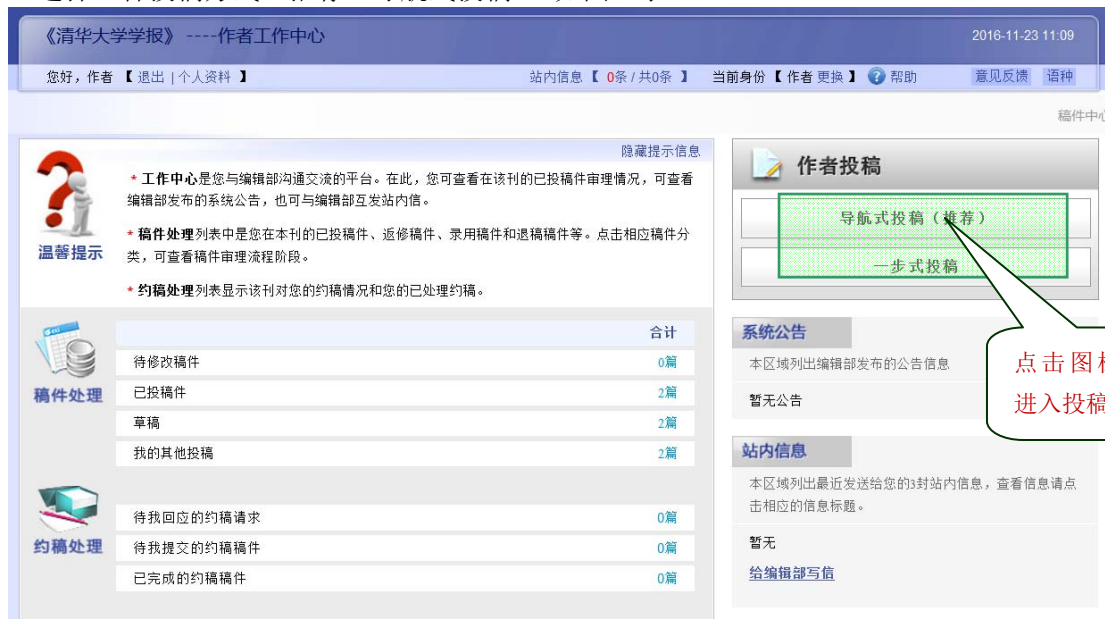 《清华大学学报》 ----作者工作中心
2016-11-23 11:09
您好，作者 【 退出 | 个人资料 】
站内信息 【 0条 / 共0条 】
当前身份【 作者 更换 】
帮助
意见反馈
语种
稿件中
隐藏提示信息
温馨提示
* 工作中心是您与编辑部沟通交流的平台。在此，您可查看在该刊的已投稿件审理情况，可查看
编辑部发布的系统公告，也可与编辑部互发站内信。
* 稿件处理列表中是您在本刊的已投稿件、返修稿件、录用稿件和退稿稿件等。点击相应稿件分
类，可查看稿件审理流程阶段。
* 约稿处理列表显示该刊对您的约稿情况和您的已处理约稿。
稿件处理
合计
待修改稿件 0篇
已投稿件 2篇
草稿 2篇
我的其他投稿 2篇
约稿处理
待我回应的约稿请求 0篇
待我提交的约稿稿件 0篇
已完成的约稿稿件 0篇
作者投稿
导航式投稿（推荐）
一步式投稿
点击图
进入投稿
系统公告
本区域列出编辑部发布的公告信息
暂无公告
站内信息
本区域列出最近发送给您的3封站内信息，查看信息请点
击相应的信息标题。
暂无
给编辑部写信